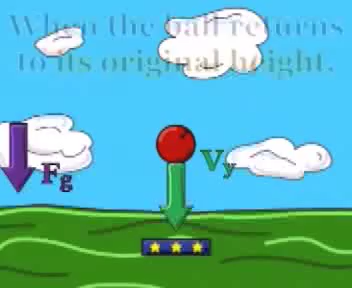 When the ball returns
to its original height.
Fg
Vy